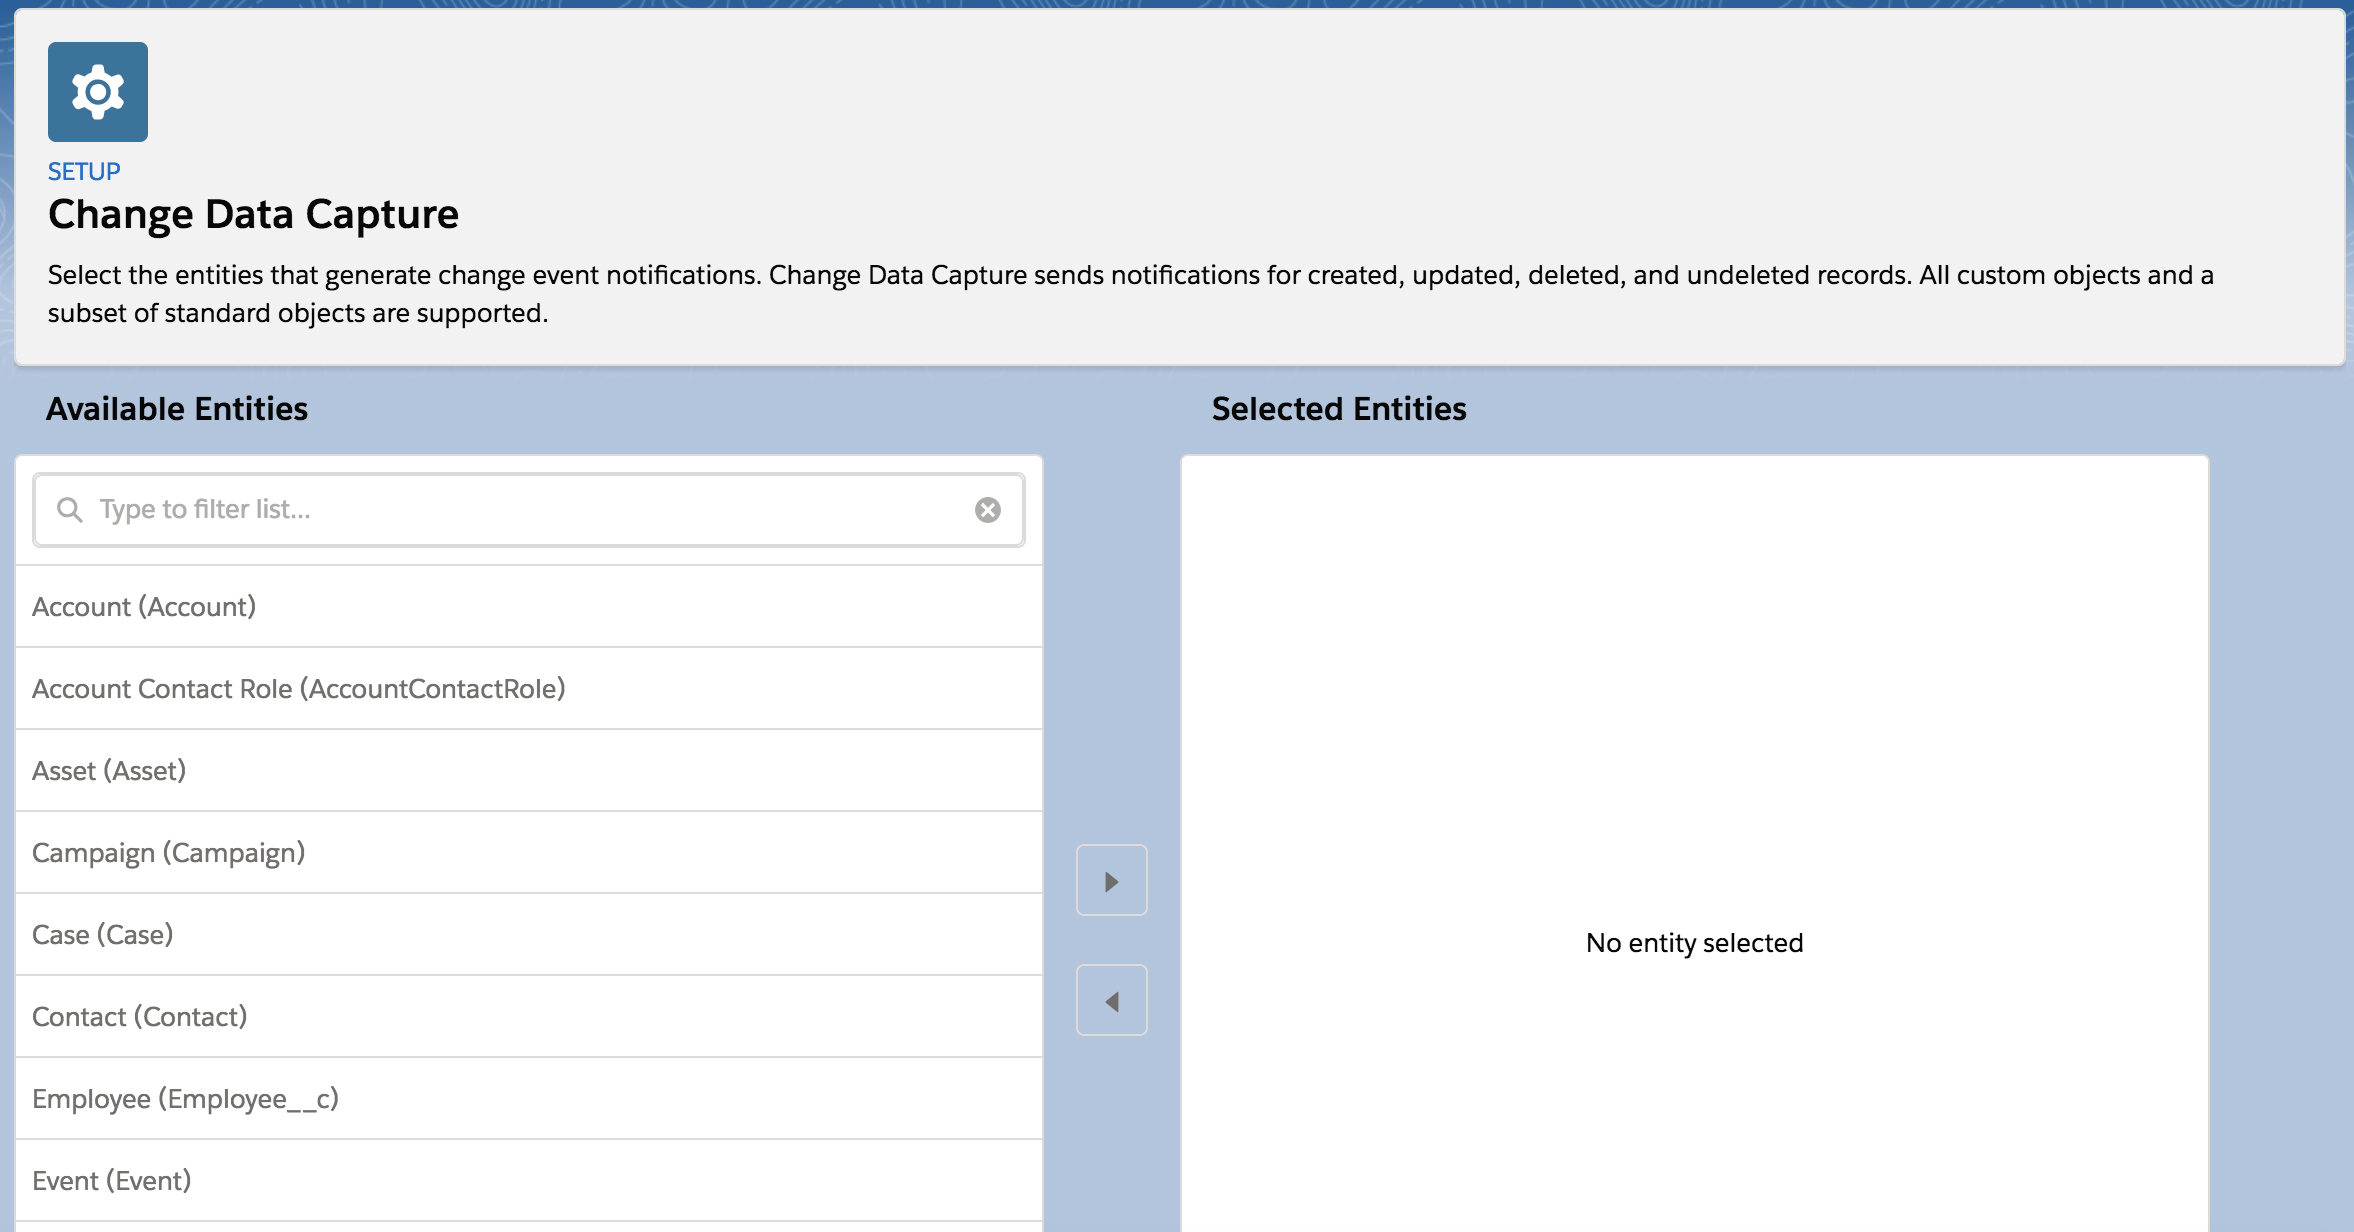 SETUP
Change Data Capture
Select the entities that generate change event notifications. Change Data Capture sends notifications for created, updated, deleted, and undeleted records. All custom objects and a
subset of standard objects are supported.
Available Entities
Selected Entities
Type to filter list...
Account (Account)
Account Contact Role (AccountContactRole)
Asset (Asset)
Campaign (Campaign)
Case (Case)
Contact (Contact)
Employee (Employee__c)
Event (Event)
No entity selected